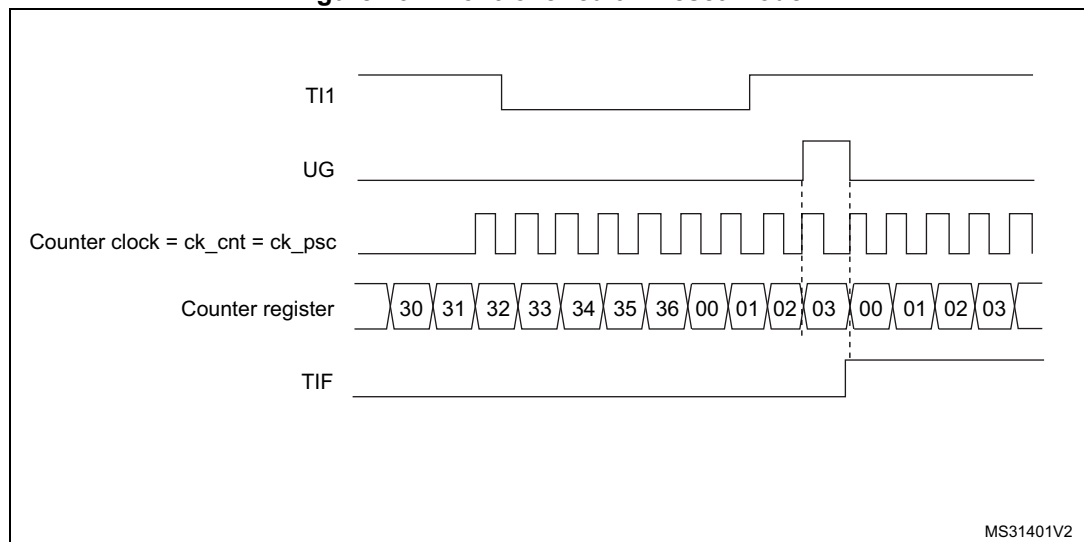 TI1
UG
Counter clock = ck_cnt = ck_psc
Counter register 30 31 32 33 34 35 36 00 01 02 03 00 01 02 03
TIF
MS31401V2